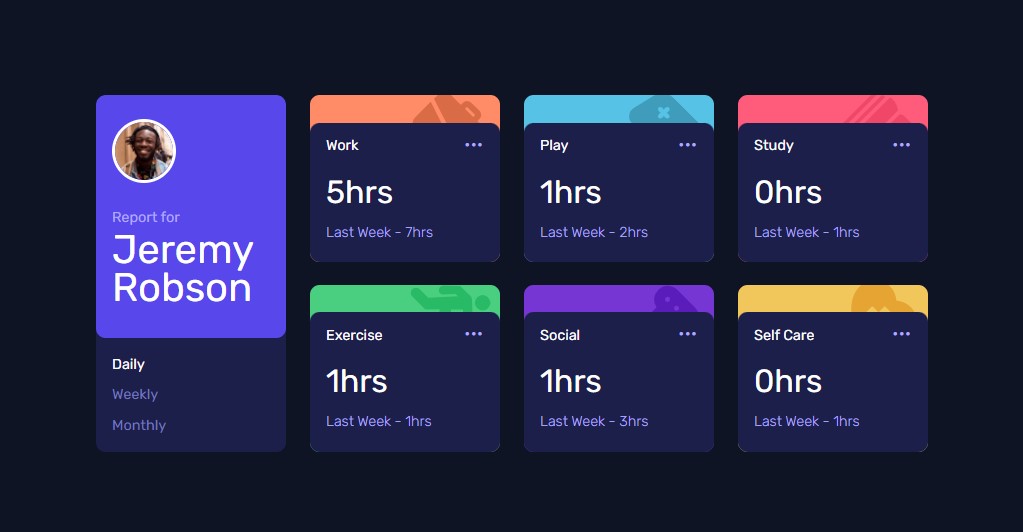 Report for
Jeremy
Robson
Daily
Weekly
Monthly
Work
5hrs
Last Week - 7hrs
Play
1hrs
Last Week - 2hrs
Study
0hrs
Last Week - 1hrs
Exercise
1hrs
Last Week - 1hrs
Social
1hrs
Last Week - 3hrs
Self Care
0hrs
Last Week - 1hrs